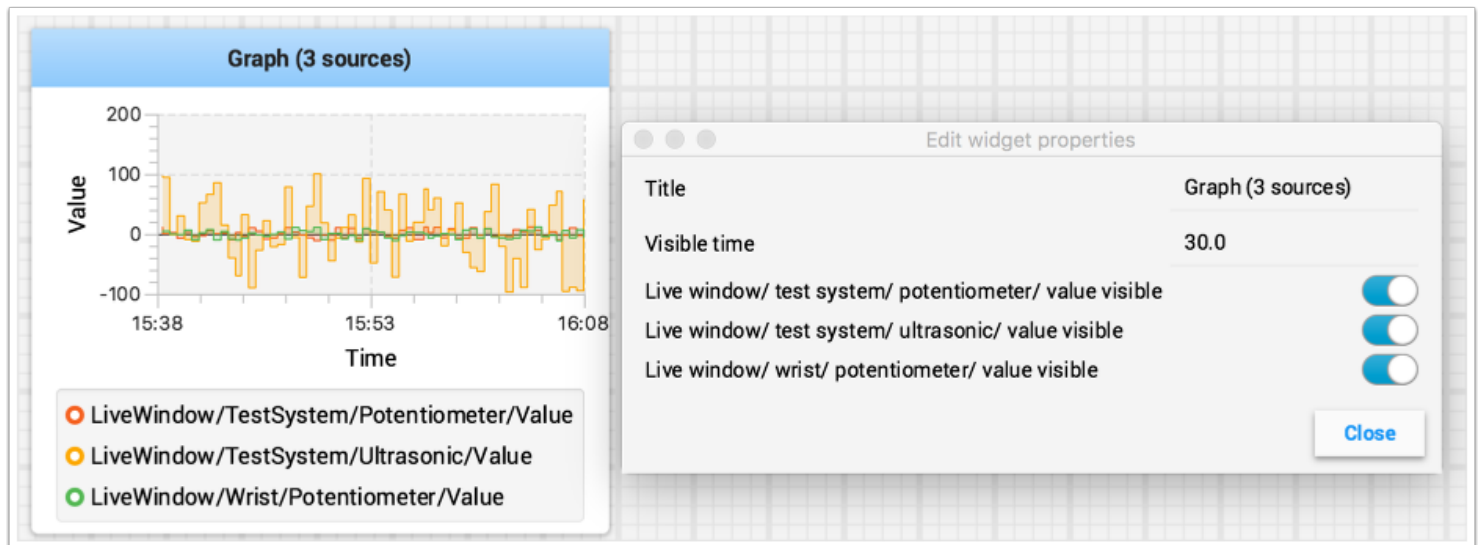 Graph (3 sources)
200
100
0
-100
Value
15:38 15:53 16:08
Time
LiveWindow/TestSystem/Potentiometer/Value
LiveWindow/TestSystem/Ultrasonic/Value
LiveWindow/Wrist/Potentiometer/Value
Edit widget properties
Title Graph (3 sources)
Visible time 30.0
Live window/ test system/ potentiometer/ value visible
Live window/ test system/ ultrasonic/ value visible
Live window/ wrist/ potentiometer/ value visible
Close